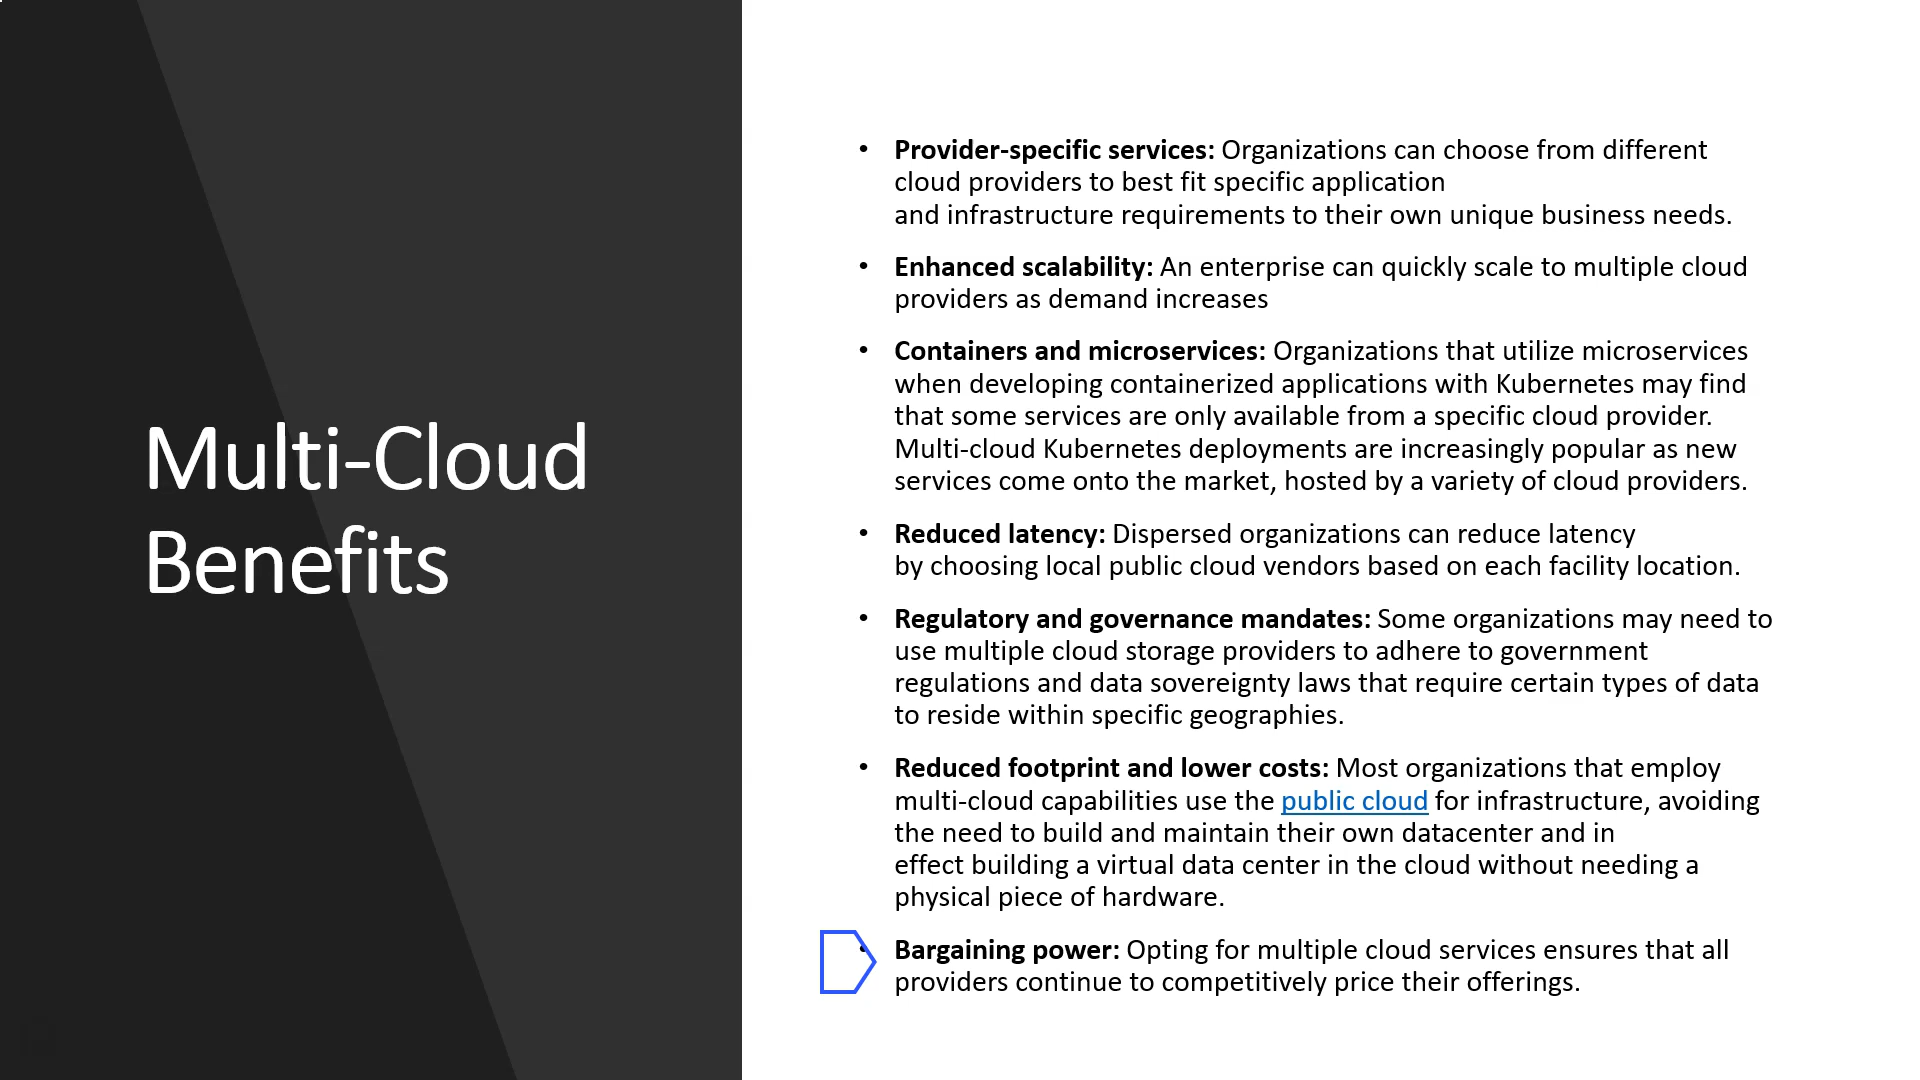 Multi-Cloud
Benefits
• Provider-specific services: Organizations can choose from different
cloud providers to best fit specific application
and infrastructure requirements to their own unique business needs.
• Enhanced scalability: An enterprise can quickly scale to multiple cloud
providers as demand increases
• Containers and microservices: Organizations that utilize microservices
when developing containerized applications with Kubernetes may find
that some services are only available from a specific cloud provider.
Multi-cloud Kubernetes deployments are increasingly popular as new
services come onto the market, hosted by a variety of cloud providers.
• Reduced latency: Dispersed organizations can reduce latency
by choosing local public cloud vendors based on each facility location.
• Regulatory and governance mandates: Some organizations may need to
use multiple cloud storage providers to adhere to government
regulations and data sovereignty laws that require certain types of data
to reside within specific geographies.
• Reduced footprint and lower costs: Most organizations that employ
multi-cloud capabilities use the public cloud for infrastructure, avoiding
the need to build and maintain their own datacenter and in
effect building a virtual data center in the cloud without needing a
physical piece of hardware.
• Bargaining power: Opting for multiple cloud services ensures that all
providers continue to competitively price their offerings.